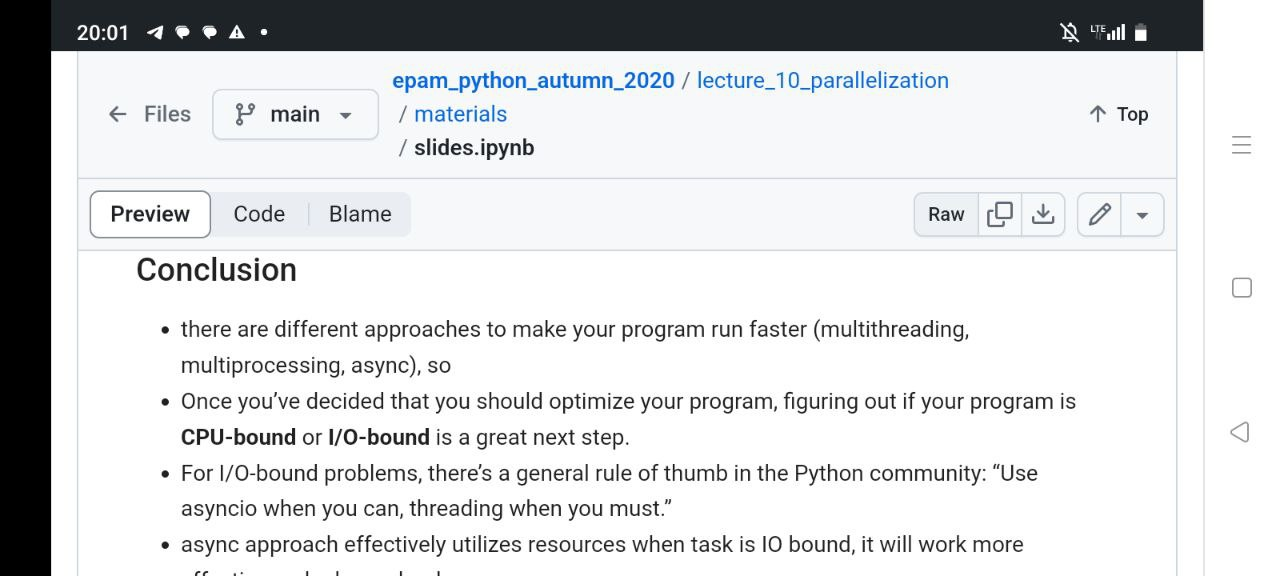 20:01
LTE
epam_python_autumn_2020 / lecture_10_parallelization
Files
main
/ materials
Top
/ slides.ipynb
Preview
Code
Blame
Raw
Conclusion
• there are different approaches to make your program run faster (multithreading,
multiprocessing, async), so
• Once you’ve decided that you should optimize your program, figuring out if your program is
CPU-bound or I/O-bound is a great next step.
• For I/O-bound problems, there’s a general rule of thumb in the Python community: “Use
asyncio when you can, threading when you must.”
• async approach effectively utilizes resources when task is IO bound, it will work more